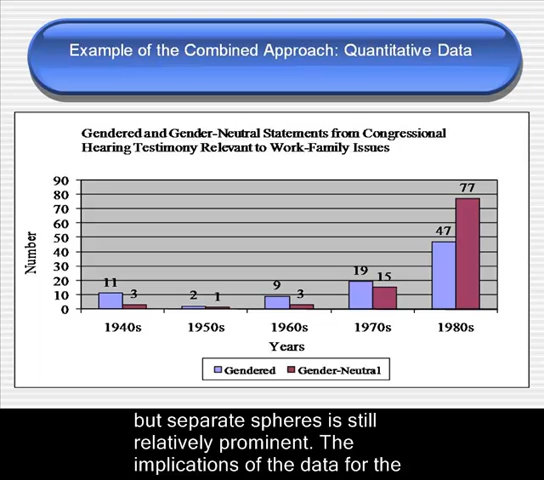 Example of the Combined Approach: Quantitative Data
Gendered and Gender-Neutral Statements from Congressional
Hearing Testimony Relevant to Work-Family Issues
90
80
70
60
50
40
30
20
10
0
Number
11
3
2
1
9
3
19
15
47
77
1940s
1950s
1960s
1970s
1980s
Years
Gendered
Gender-Neutral
but separate spheres is still
relatively prominent. The
implications of the data for the